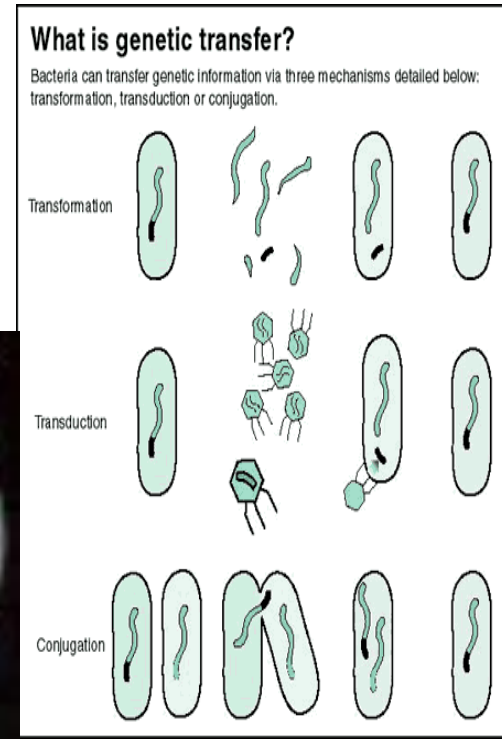 What is genetic transfer?
Bacteria can transfer genetic information via three mechanisms detailed below:
transformation, transduction or conjugation.
Transformation
Transduction
Conjugation